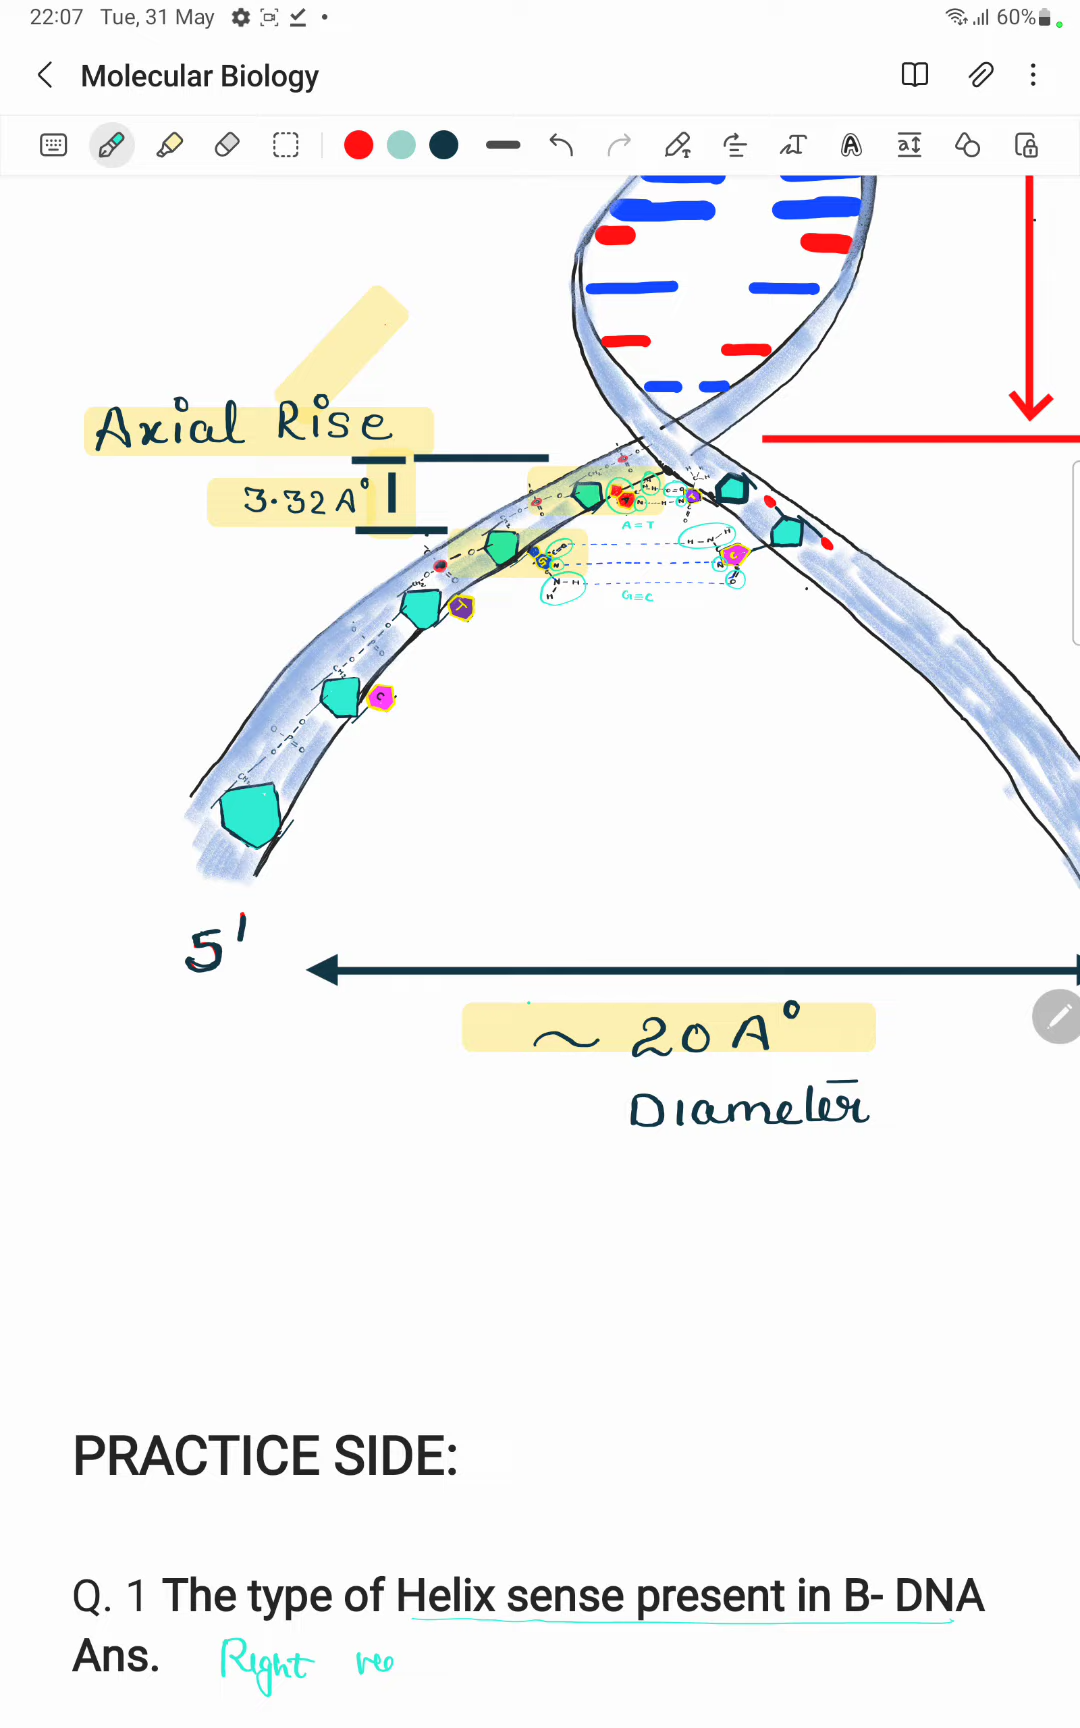 22:07 Tue, 31 May
60%
Molecular Biology
Axial Rise
3.32 A°
A=T
G≡C
T
C
5'
~ 20 A°
Diameter
PRACTICE SIDE:
Q. 1 The type of Helix sense present in B- DNA
Ans. Right